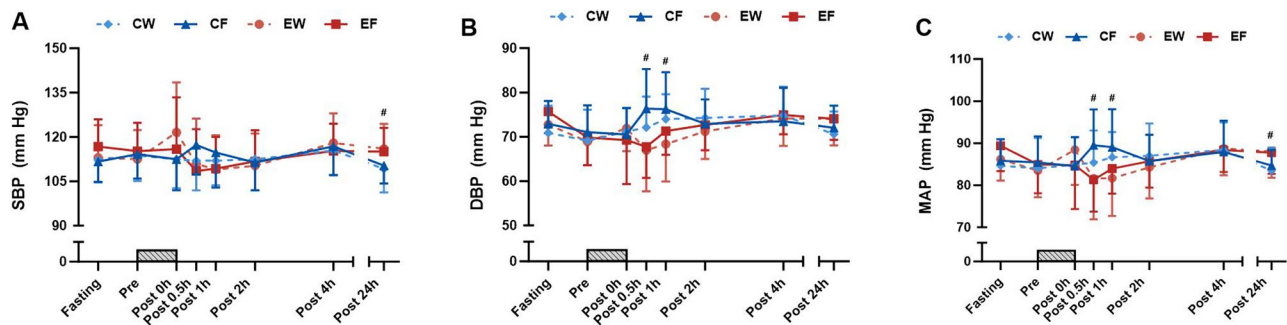 A
CW CF EW EF
SBP (mm Hg)
150
135
120
105
90
0
Fasting
Pre
Post 0h
Post 0.5h
Post 1h
Post 2h
Post 4h
Post 24h
#
B
CW CF EW EF
DBP (mm Hg)
90
80
70
60
50
0
Fasting
Pre
Post 0h
Post 0.5h
Post 1h
Post 2h
Post 4h
Post 24h
# #
C
CW CF EW EF
MAP (mm Hg)
110
100
90
80
70
0
Fasting
Pre
Post 0h
Post 0.5h
Post 1h
Post 2h
Post 4h
Post 24h
# #
#